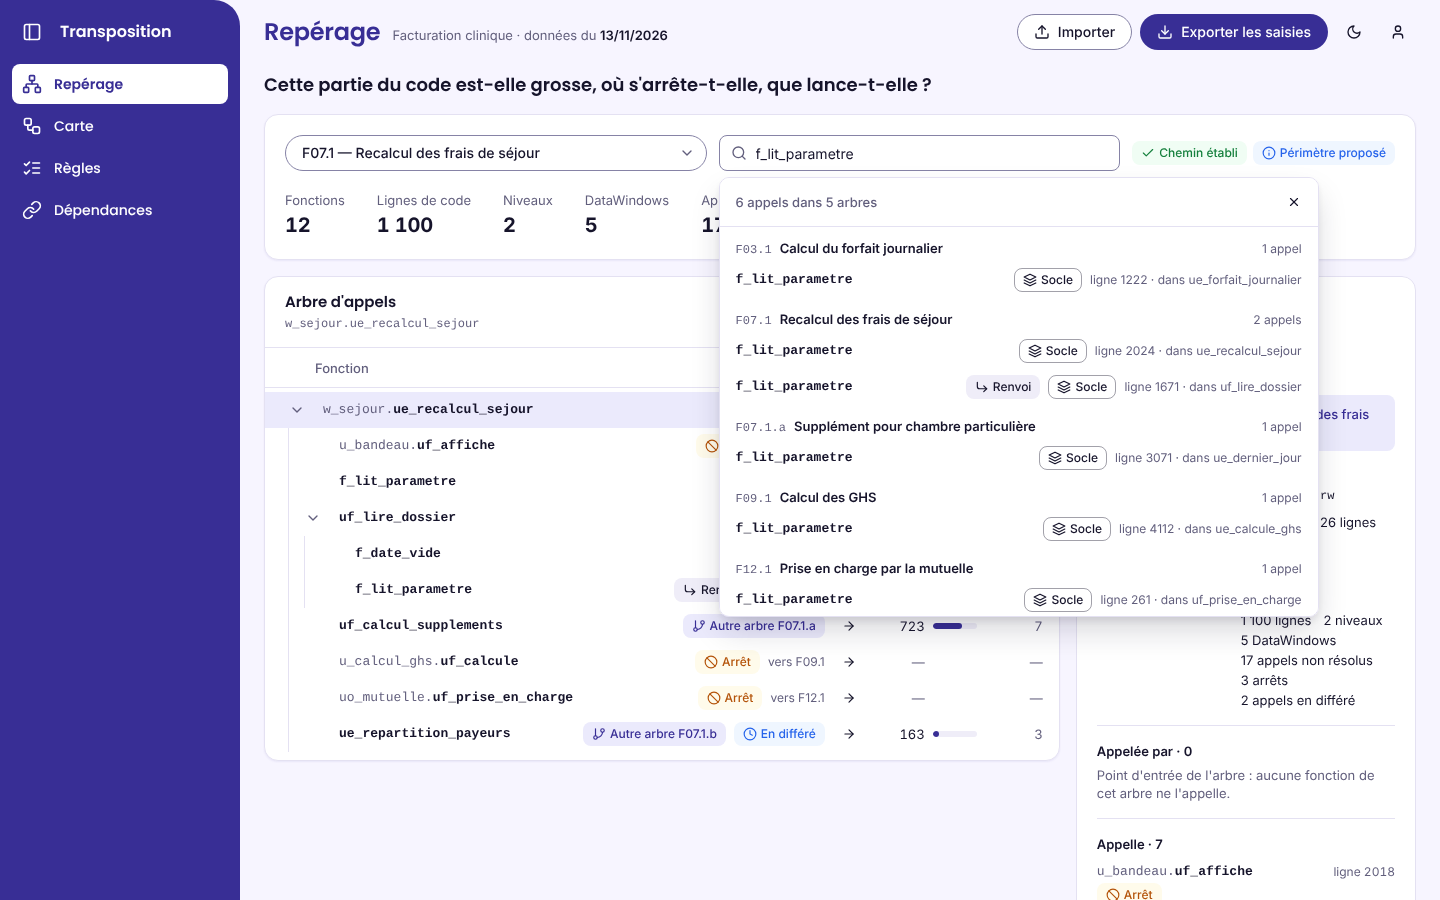 Transposition
Repérage
Carte
Règles
Dépendances
Repérage Facturation clinique · données du 13/11/2026
Importer
Exporter les saisies
Cette partie du code est-elle grosse, où s'arrête-t-elle, que lance-t-elle ?
F07.1 — Recalcul des frais de séjour
f_lit_parametre
Chemin établi
Périmètre proposé
Fonctions
12
Lignes de code
1 100
Niveaux
2
DataWindows
5
6 appels dans 5 arbres
F03.1 Calcul du forfait journalier 1 appel
f_lit_parametre Socle ligne 1222 · dans ue_forfait_journalier
F07.1 Recalcul des frais de séjour 2 appels
f_lit_parametre Socle ligne 2024 · dans ue_recalcul_sejour
f_lit_parametre Renvoi Socle ligne 1671 · dans uf_lire_dossier
F07.1.a Supplément pour chambre particulière 1 appel
f_lit_parametre Socle ligne 3071 · dans ue_dernier_jour
F09.1 Calcul des GHS 1 appel
f_lit_parametre Socle ligne 4112 · dans ue_calcule_ghs
F12.1 Prise en charge par la mutuelle 1 appel
f_lit_parametre Socle ligne 261 · dans uf_prise_en_charge
Arbre d'appels
w_sejour.ue_recalcul_sejour
Fonction
w_sejour.ue_recalcul_sejour
u_bandeau.uf_affiche
f_lit_parametre
uf_lire_dossier
f_date_vide
f_lit_parametre
uf_calcul_supplements Autre arbre F07.1.a → 723 7
u_calcul_ghs.uf_calcule Arrêt vers F09.1 → — —
uo_mutuelle.uf_prise_en_charge Arrêt vers F12.1 → — —
ue_repartition_payeurs Autre arbre F07.1.b En différé → 163 3
des frais
rw
26 lignes
1 100 lignes 2 niveaux
5 DataWindows
17 appels non résolus
3 arrêts
2 appels en différé
Appelée par · 0
Point d'entrée de l'arbre : aucune fonction de
cet arbre ne l'appelle.
Appelle · 7
u_bandeau.uf_affiche ligne 2018
Arrêt